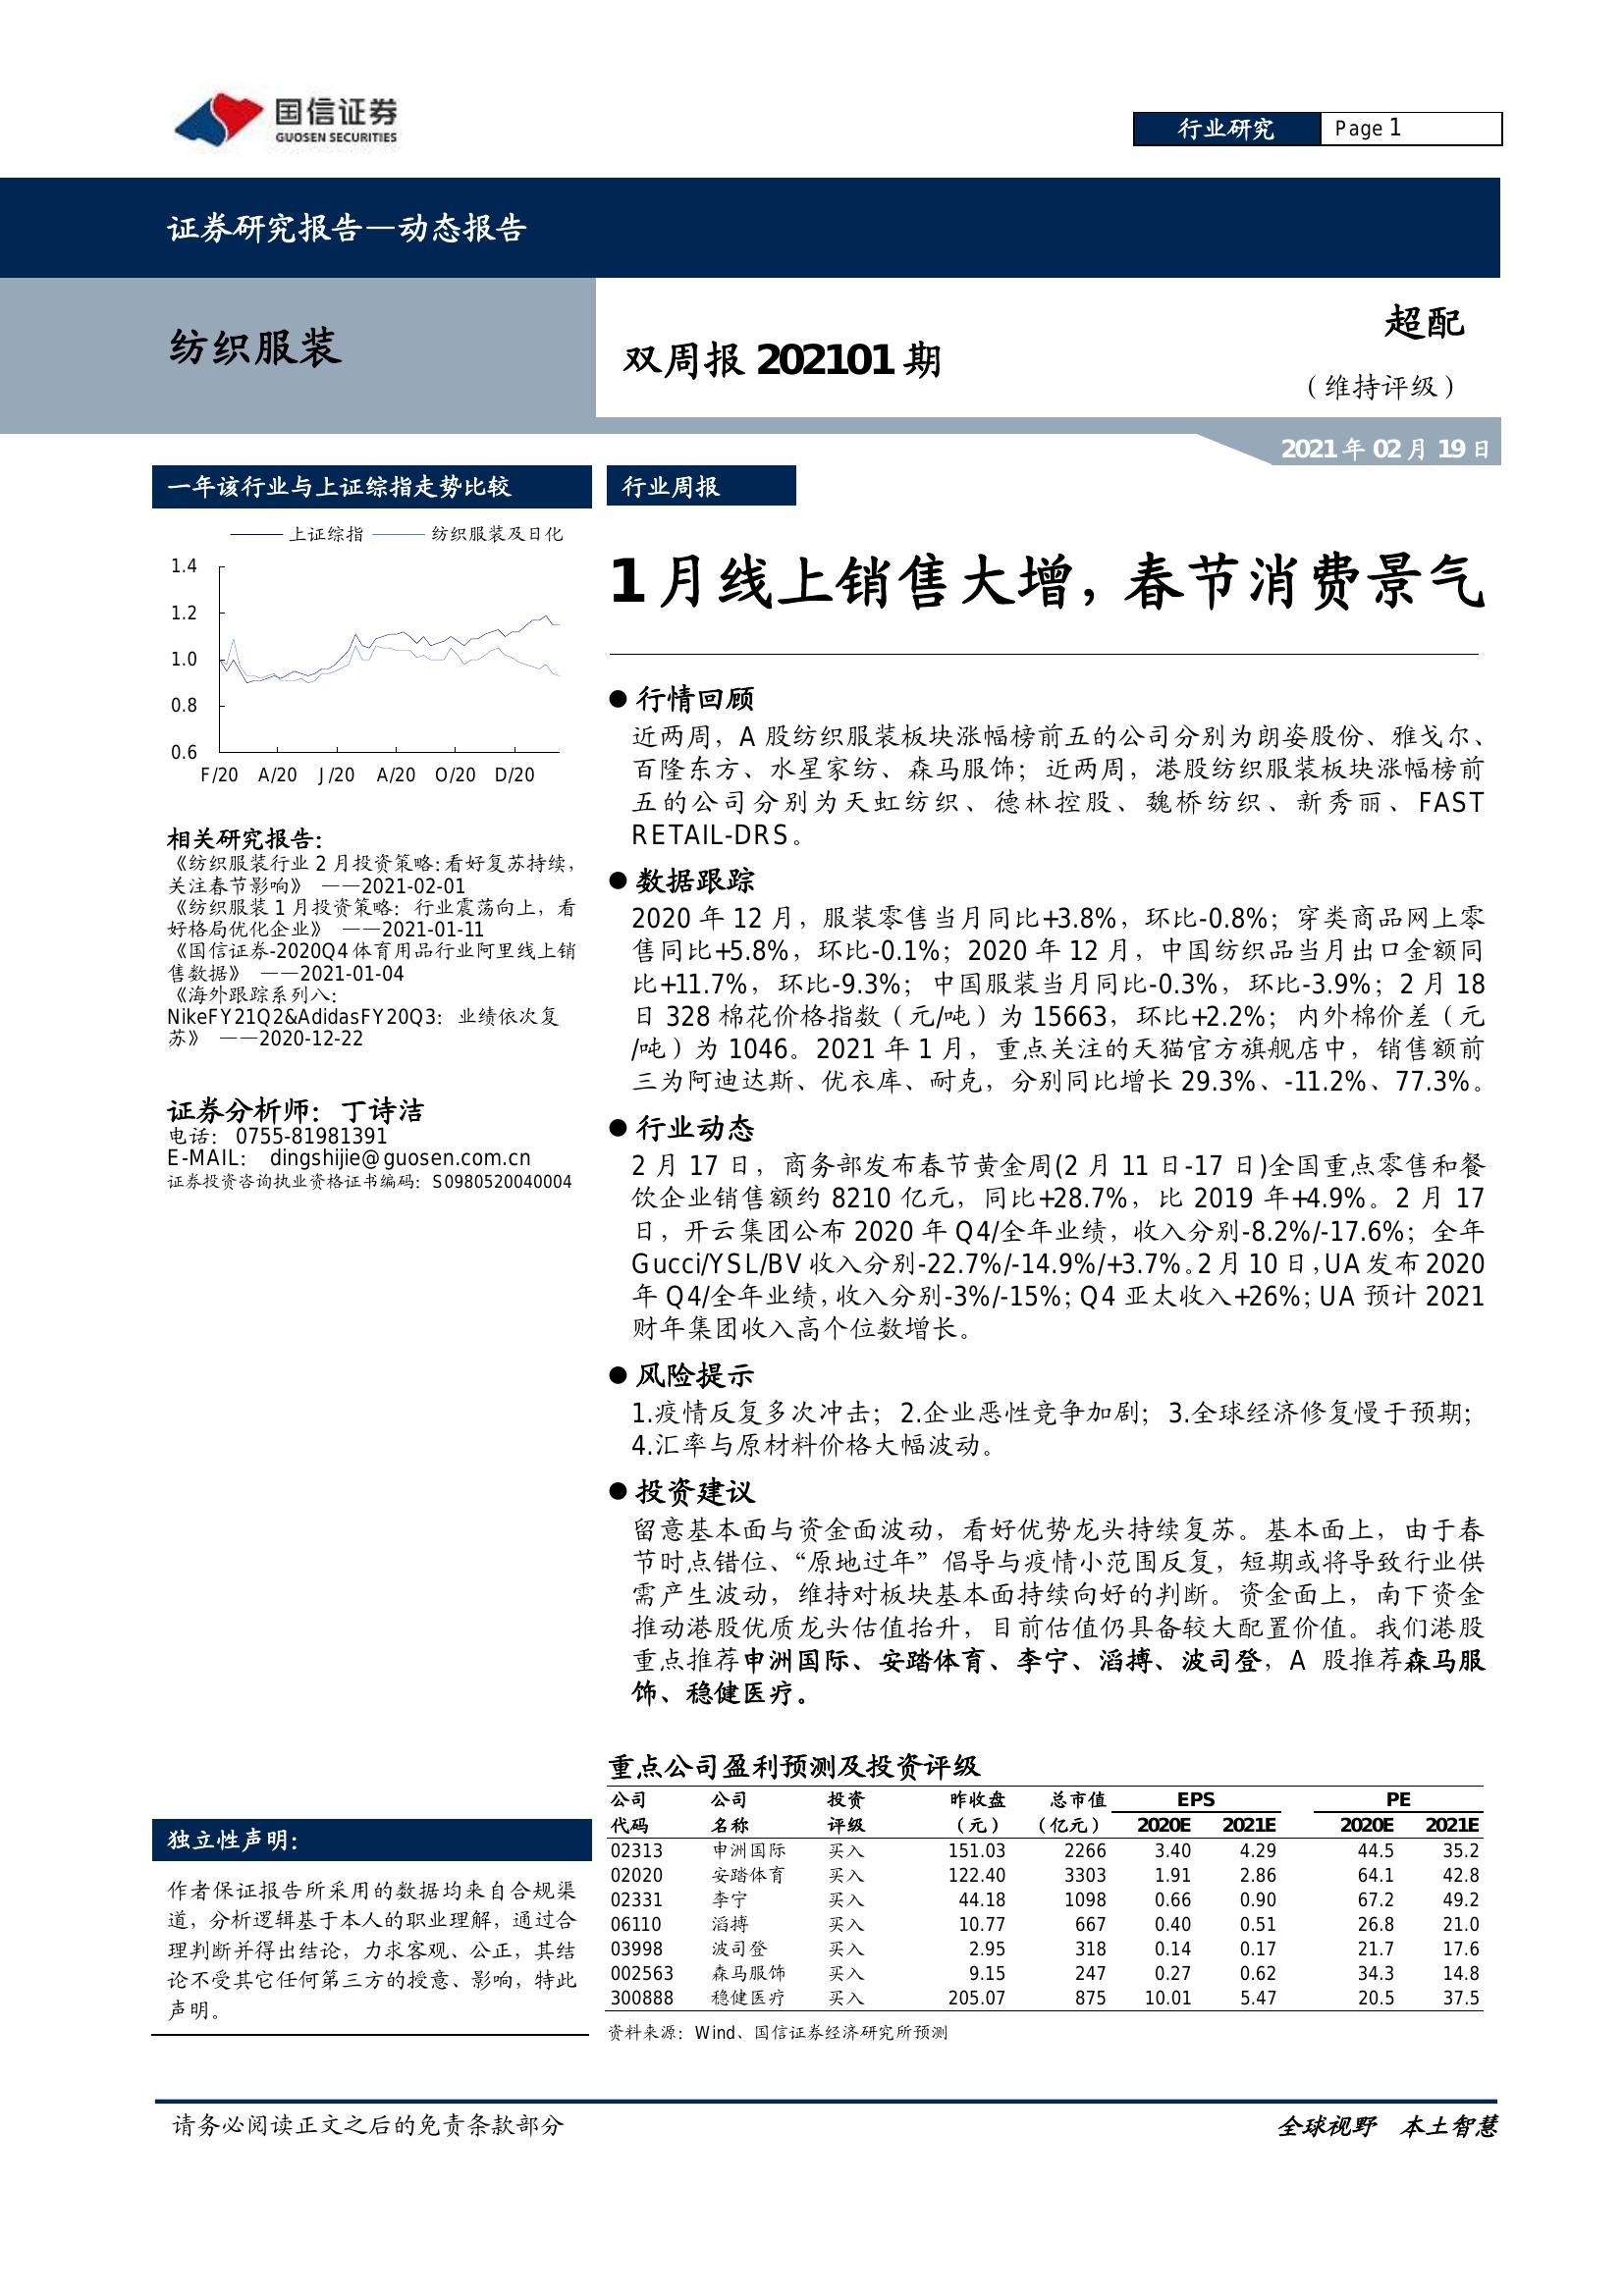 国信证券
GUOSEN SECURITIES
行业研究
Page 1
证券研究报告—动态报告
纺织服装
双周报 202101 期
超配
（维持评级）
2021 年 02 月 19 日
一年该行业与上证综指走势比较
上证综指 纺织服装及日化
1.4
1.2
1.0
0.8
0.6
F/20 A/20 J/20 A/20 O/20 D/20
相关研究报告：
《纺织服装行业 2 月投资策略：看好复苏持续，
关注春节影响》 ——2021-02-01
《纺织服装 1 月投资策略：行业震荡向上，看
好格局优化企业》 ——2021-01-11
《国信证券-2020Q4 体育用品行业阿里线上销
售数据》 ——2021-01-04
《海外跟踪系列八：
NikeFY21Q2&AdidasFY20Q3：业绩依次复
苏》 ——2020-12-22
证券分析师：丁诗洁
电话： 0755-81981391
E-MAIL： dingshijie@guosen.com.cn
证券投资咨询执业资格证书编码：S0980520040004
独立性声明：
作者保证报告所采用的数据均来自合规渠
道，分析逻辑基于本人的职业理解，通过合
理判断并得出结论，力求客观、公正，其结
论不受其它任何第三方的授意、影响，特此
声明。
行业周报
1 月线上销售大增，春节消费景气
● 行情回顾
近两周，A 股纺织服装板块涨幅榜前五的公司分别为朗姿股份、雅戈尔、
百隆东方、水星家纺、森马服饰；近两周，港股纺织服装板块涨幅榜前
五的公司分别为天虹纺织、德林控股、魏桥纺织、新秀丽、FAST
RETAIL-DRS。
● 数据跟踪
2020 年 12 月，服装零售当月同比+3.8%，环比-0.8%；穿类商品网上零
售同比+5.8%，环比-0.1%；2020 年 12 月，中国纺织品当月出口金额同
比+11.7%，环比-9.3%；中国服装当月同比-0.3%，环比-3.9%；2 月 18
日 328 棉花价格指数（元/吨）为 15663，环比+2.2%；内外棉价差（元
/吨）为 1046。2021 年 1 月，重点关注的天猫官方旗舰店中，销售额前
三为阿迪达斯、优衣库、耐克，分别同比增长 29.3%、-11.2%、77.3%。
● 行业动态
2 月 17 日，商务部发布春节黄金周(2 月 11 日-17 日)全国重点零售和餐
饮企业销售额约 8210 亿元，同比+28.7%，比 2019 年+4.9%。2 月 17
日，开云集团公布 2020 年 Q4/全年业绩，收入分别-8.2%/-17.6%；全年
Gucci/YSL/BV 收入分别-22.7%/-14.9%/+3.7%。2 月 10 日，UA 发布 2020
年 Q4/全年业绩，收入分别-3%/-15%；Q4 亚太收入+26%；UA 预计 2021
财年集团收入高个位数增长。
● 风险提示
1.疫情反复多次冲击；2.企业恶性竞争加剧；3.全球经济修复慢于预期；
4.汇率与原材料价格大幅波动。
● 投资建议
留意基本面与资金面波动，看好优势龙头持续复苏。基本面上，由于春
节时点错位、“原地过年”倡导与疫情小范围反复，短期或将导致行业供
需产生波动，维持对板块基本面持续向好的判断。资金面上，南下资金
推动港股优质龙头估值抬升，目前估值仍具备较大配置价值。我们港股
重点推荐申洲国际、安踏体育、李宁、滔搏、波司登，A 股推荐森马服
饰、稳健医疗。
重点公司盈利预测及投资评级
公司 公司 投资 昨收盘 总市值 EPS PE
代码 名称 评级 （元） （亿元） 2020E 2021E 2020E 2021E
02313 申洲国际 买入 151.03 2266 3.40 4.29 44.5 35.2
02020 安踏体育 买入 122.40 3303 1.91 2.86 64.1 42.8
02331 李宁 买入 44.18 1098 0.66 0.90 67.2 49.2
06110 滔搏 买入 10.77 667 0.40 0.51 26.8 21.0
03998 波司登 买入 2.95 318 0.14 0.17 21.7 17.6
002563 森马服饰 买入 9.15 247 0.27 0.62 34.3 14.8
300888 稳健医疗 买入 205.07 875 10.01 5.47 20.5 37.5
资料来源：Wind、国信证券经济研究所预测
请务必阅读正文之后的免责条款部分
全球视野 本土智慧